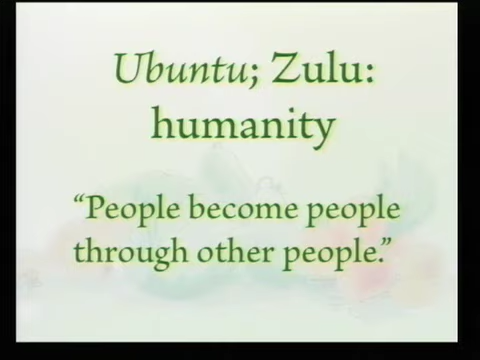 Ubuntu; Zulu:
humanity
“People become people
through other people.”